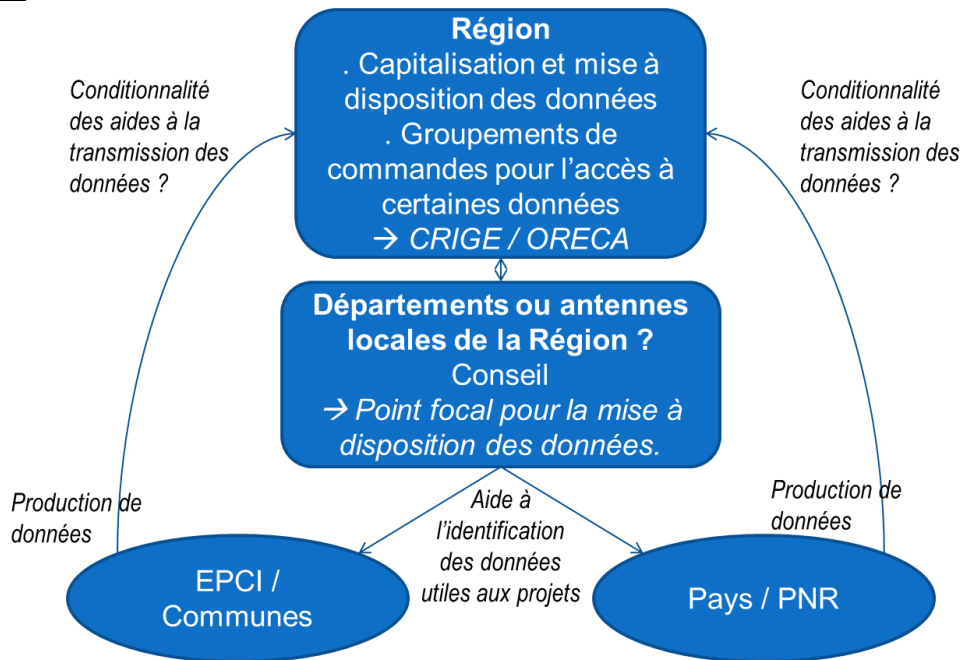 Région
. Capitalisation et mise à
disposition des données
. Groupements de
commandes pour l’accès à
certaines données
→ CRIGE / ORECA
Conditionnalité
des aides à la
transmission des
données ?
Conditionnalité
des aides à la
transmission des
données ?
Départements ou antennes
locales de la Région ?
Conseil
→ Point focal pour la mise à
disposition des données.
Production de
données
Aide à
l’identification
des données
utiles aux projets
Production de
données
EPCI /
Communes
Pays / PNR